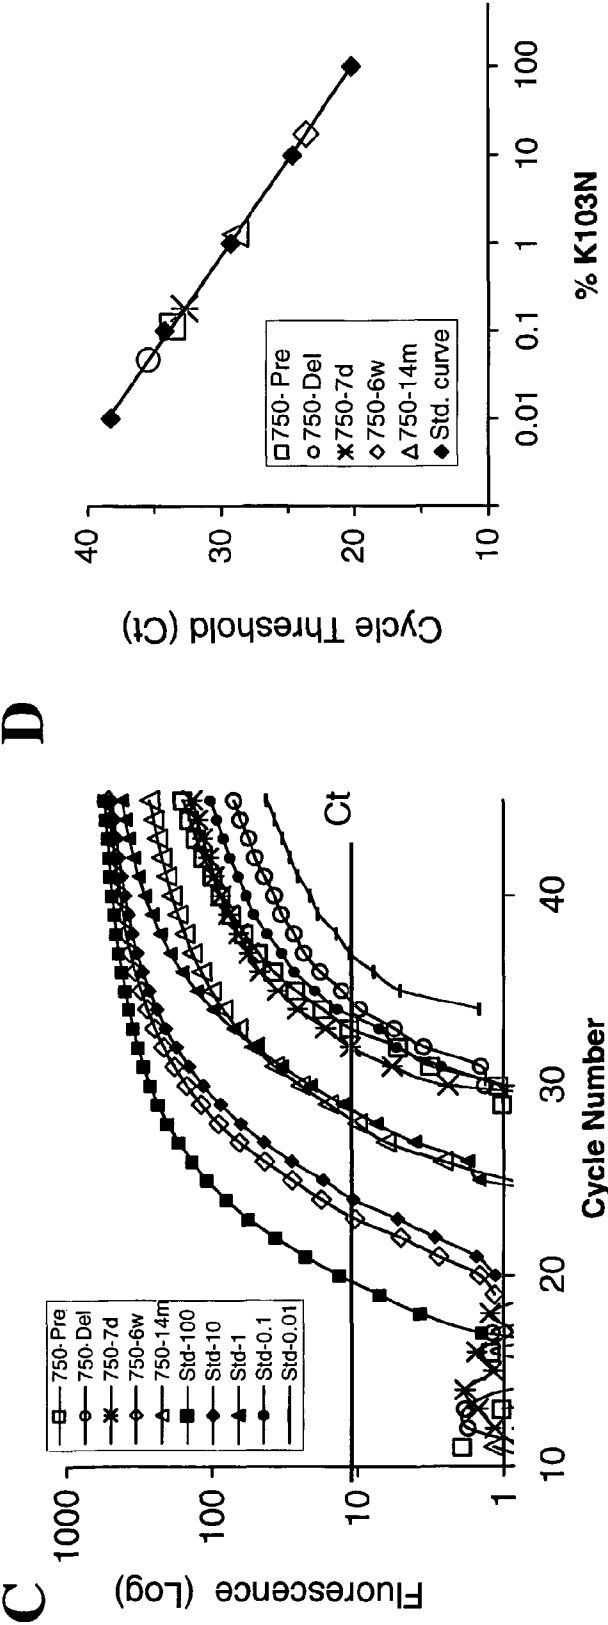 C
Fluorescence (Log)
1000
100
10
1
750-Pre
750-Del
750-7d
750-6w
750-14m
Std-100
Std-10
Std-1
Std-0.1
Std-0.01
Ct
10
20
30
40
Cycle Number
D
Cycle Threshold (Ct)
40
30
20
10
750- Pre
750-Del
750-7d
750-6w
750-14m
Std. curve
0.01
0.1
1
10
100
% K103N